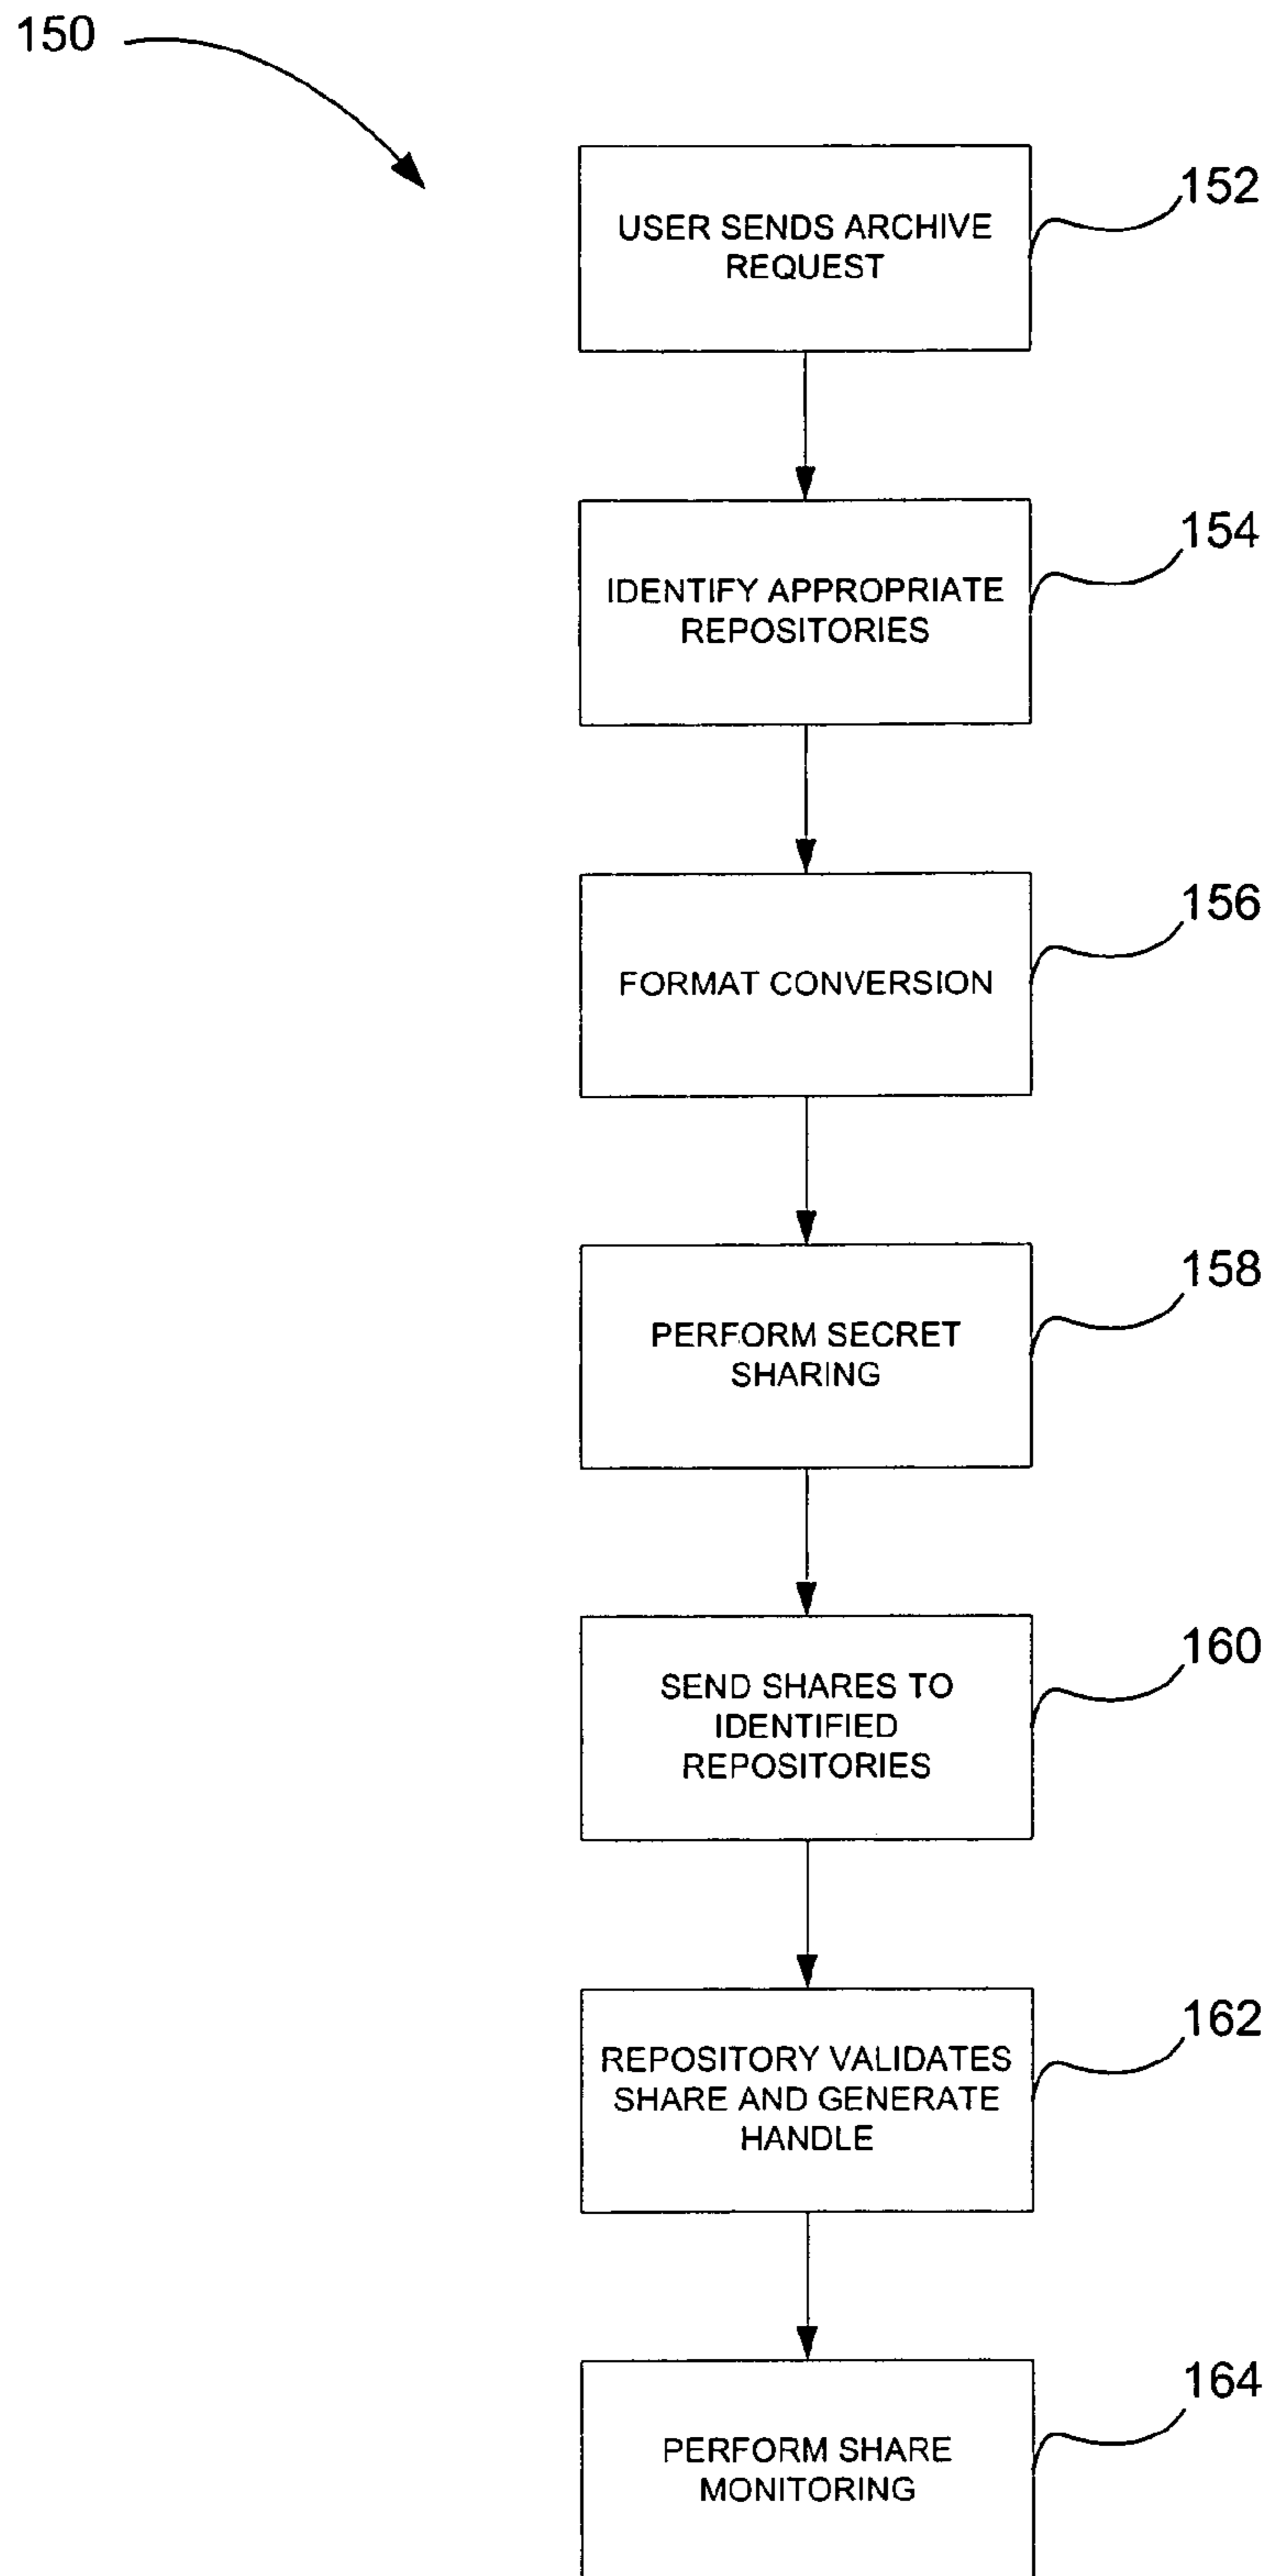 150
152
USER SENDS ARCHIVE
REQUEST
154
IDENTIFY APPROPRIATE
REPOSITORIES
156
FORMAT CONVERSION
158
PERFORM SECRET
SHARING
160
SEND SHARES TO
IDENTIFIED
REPOSITORIES
162
REPOSITORY VALIDATES
SHARE AND GENERATE
HANDLE
164
PERFORM SHARE
MONITORING